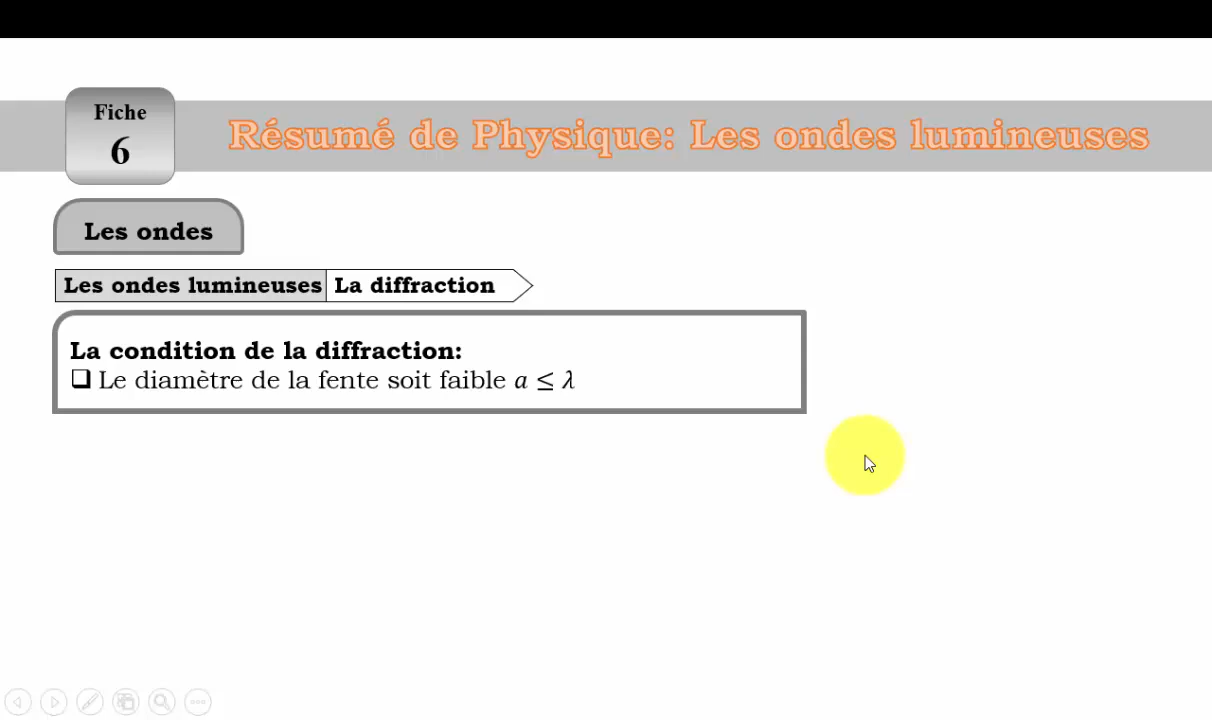 Fiche
6
Résumé de Physique: Les ondes lumineuses
Les ondes
Les ondes lumineuses La diffraction
La condition de la diffraction:
❑ Le diamètre de la fente soit faible a ≤ λ